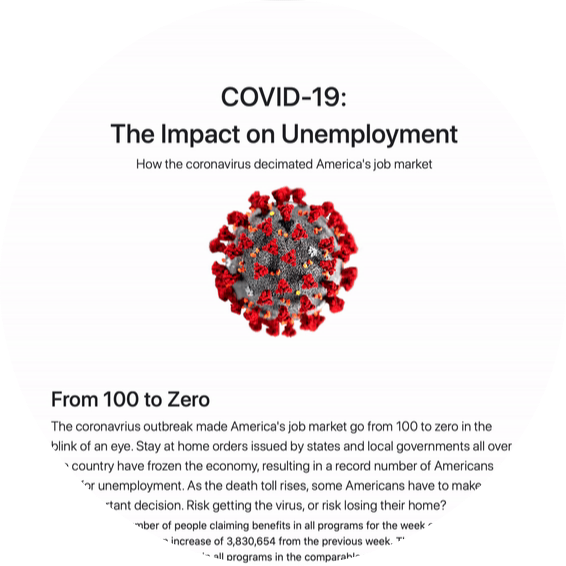 COVID-19:
The Impact on Unemployment
How the coronavirus decimated America's job market
From 100 to Zero
The coronavrius outbreak made America's job market go from 100 to zero in the
blink of an eye. Stay at home orders issued by states and local governments all over
country have frozen the economy, resulting in a record number of Americans
unemployment. As the death toll rises, some Americans have to make
decision. Risk getting the virus, or risk losing their home?
of people claiming benefits in all programs for the week
increase of 3,830,654 from the previous week.
all programs in the